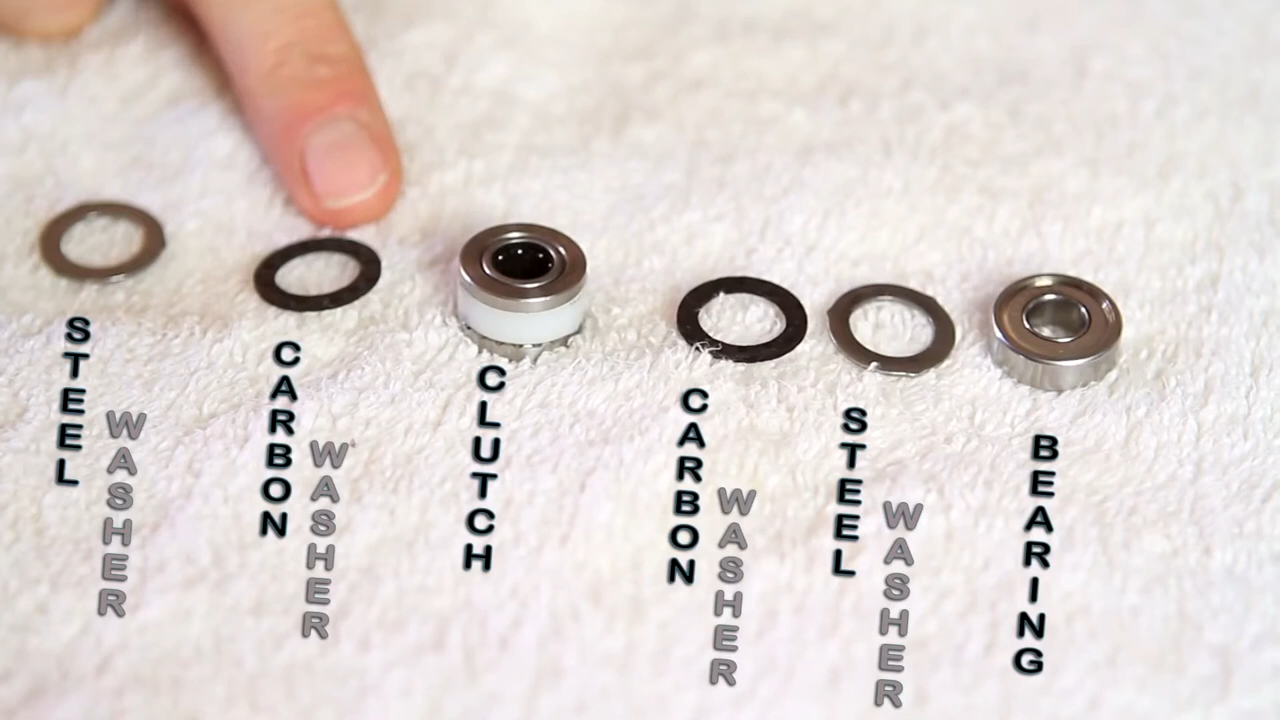 STEEL
WASHER
CARBON
WASHER
CLUTCH
CARBON
WASHER
STEEL
WASHER
BEARING